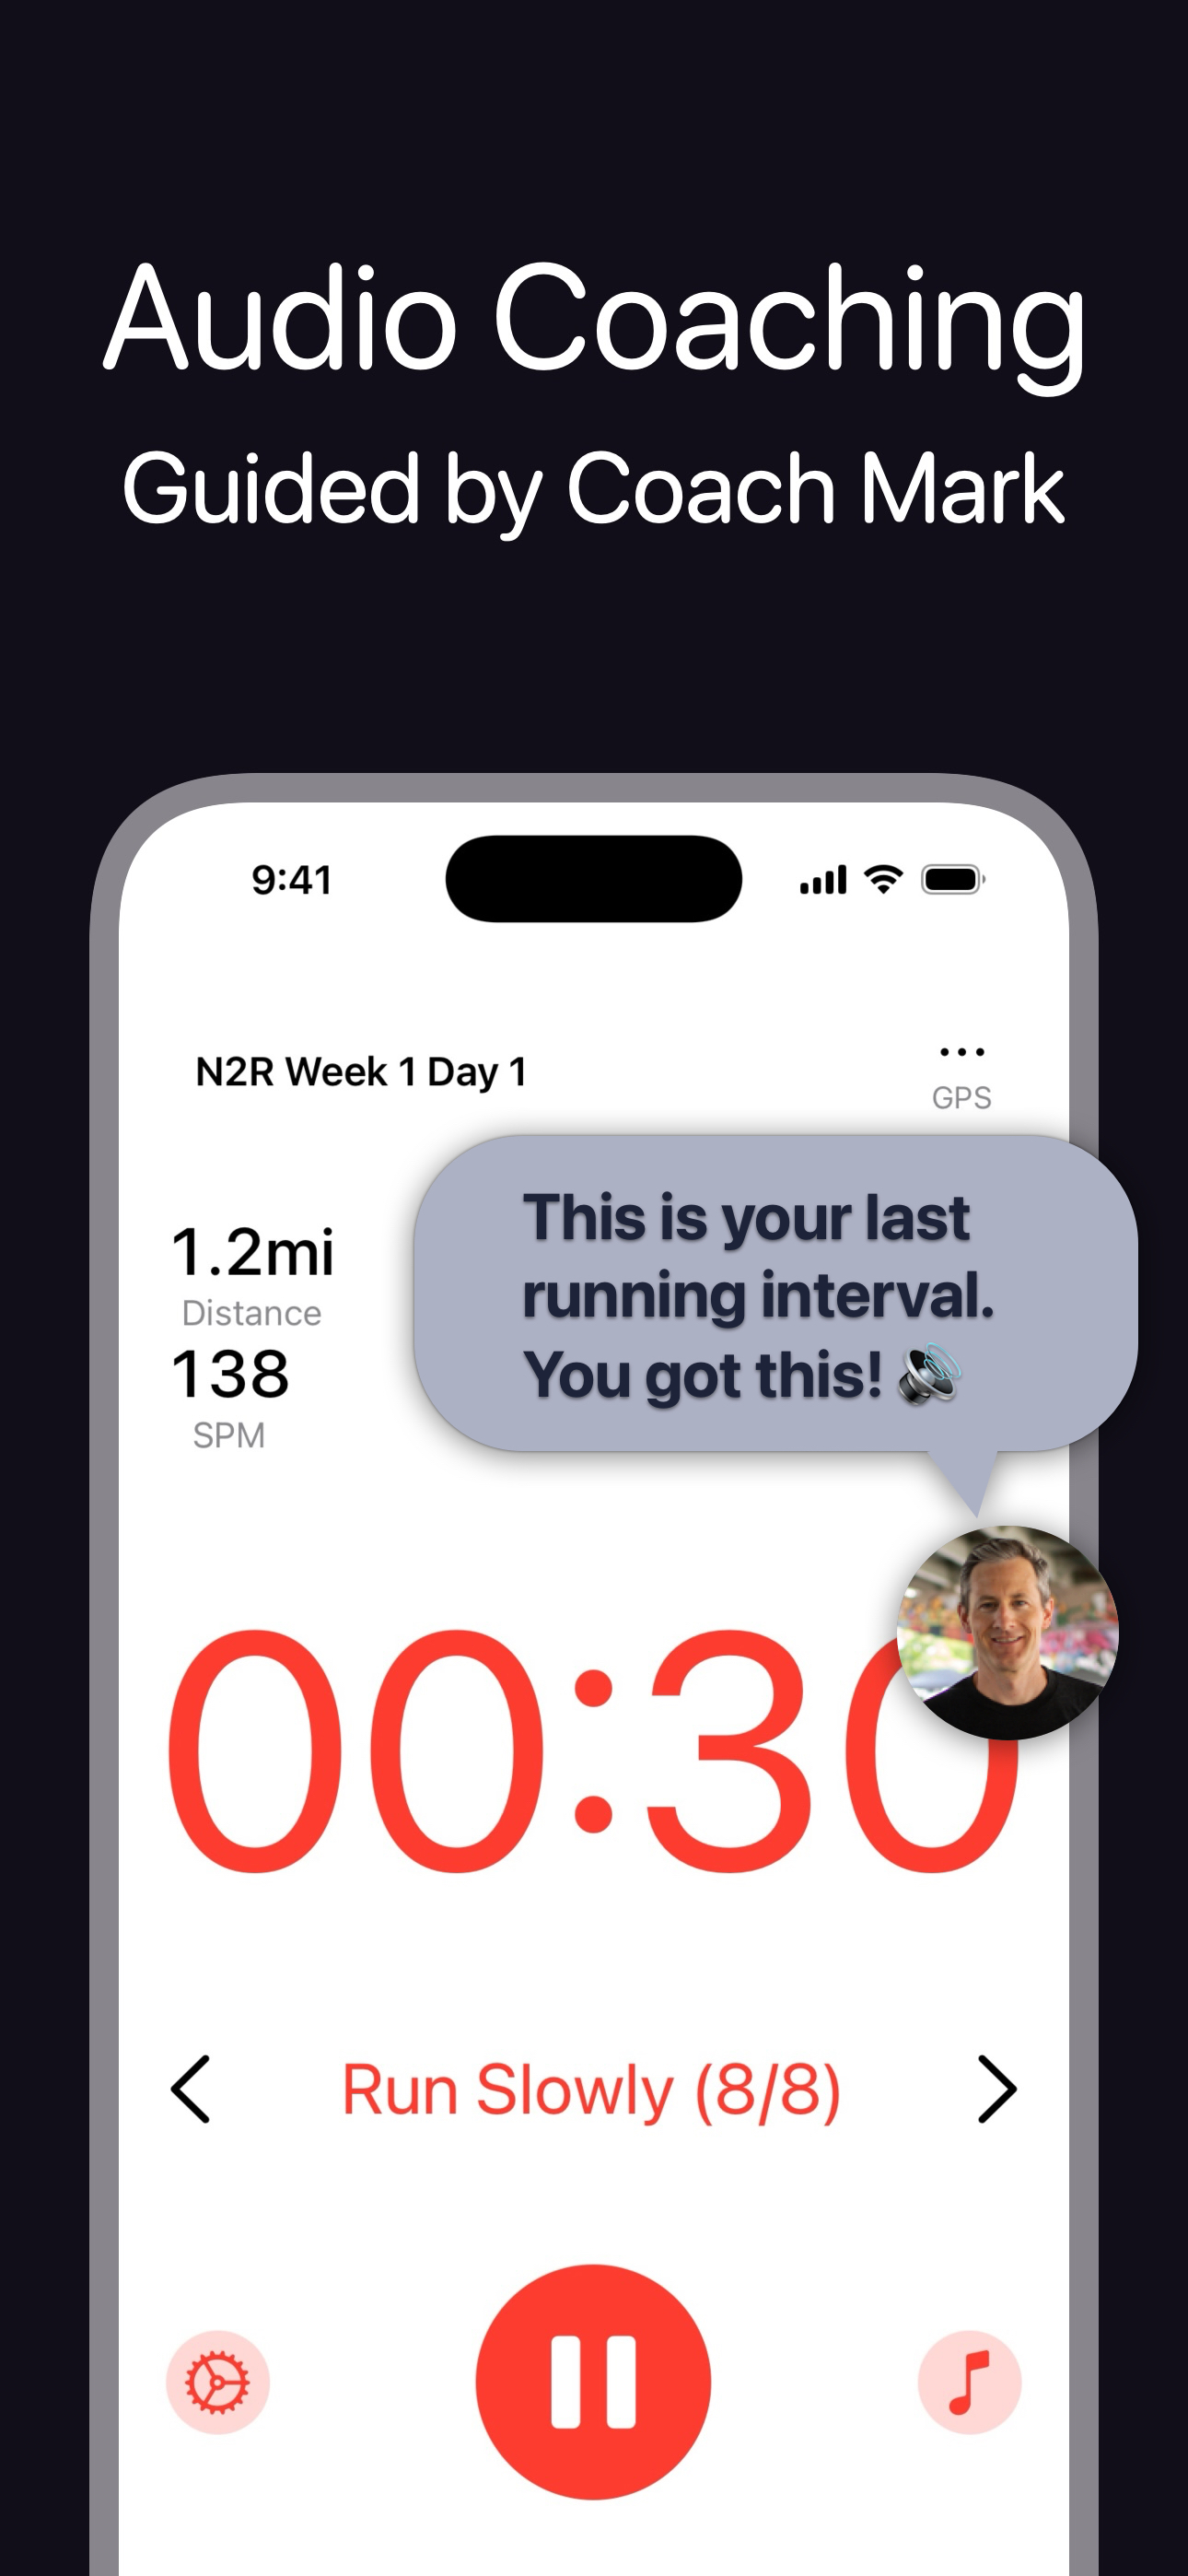 Audio Coaching
Guided by Coach Mark
9:41
N2R Week 1 Day 1
GPS
This is your last
running interval.
You got this! 🔊
1.2mi
Distance
138
SPM
00:30
Run Slowly (8/8)